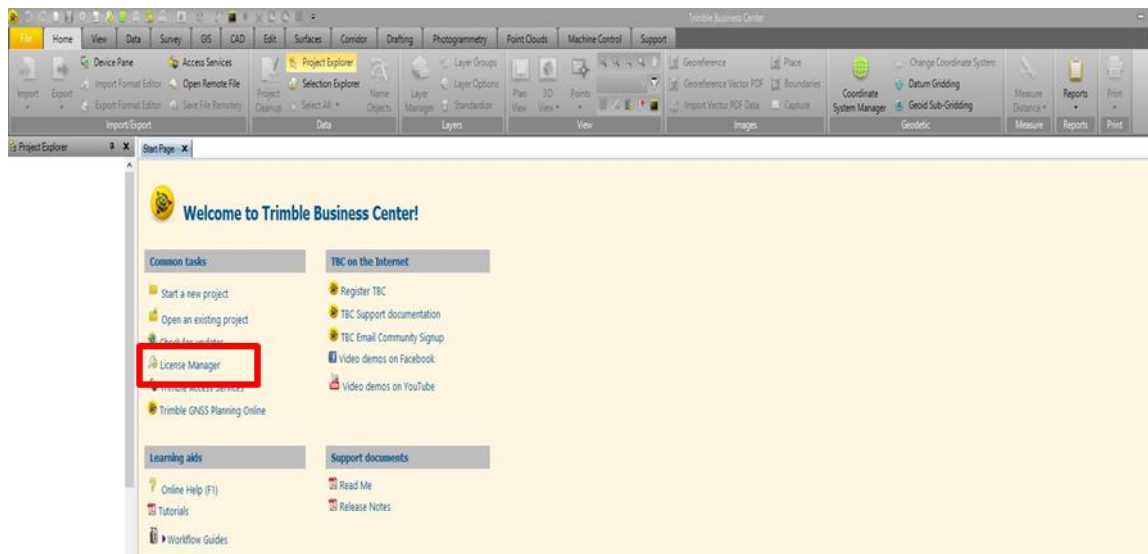 Trimble Business Center
File Home View Data Survey GIS CAD Edit Surfaces Corridor Drafting Photogrammetry Point Clouds Machine Control Support
Device Pane Access Services Project Explorer Layer Groups Georeference Place Change Coordinate System
Import Export Import Format Editor Open Remote File Project Cleanup Selection Explorer Name Objects Layer Manager Layer Options Plan View 3D View Points Georeference Vector PDF Boundaries Coordinate System Manager Datum Gridding Measure Distance Reports Print
Export Format Editor Save File Remotely Select All Standardize Import Vector PDF Data Capture Geoid Sub-Gridding
Import/Export Data Layers View Images Geodetic Measure Reports Print
Project Explorer Start Page
Welcome to Trimble Business Center!
Common tasks
Start a new project
Open an existing project
Check for updates
License Manager
Trimble Access Services
Trimble GNSS Planning Online
TBC on the Internet
Register TBC
TBC Support documentation
TBC Email Community Signup
Video demos on Facebook
Video demos on YouTube
Learning aids
Online Help (F1)
Tutorials
Workflow Guides
Support documents
Read Me
Release Notes